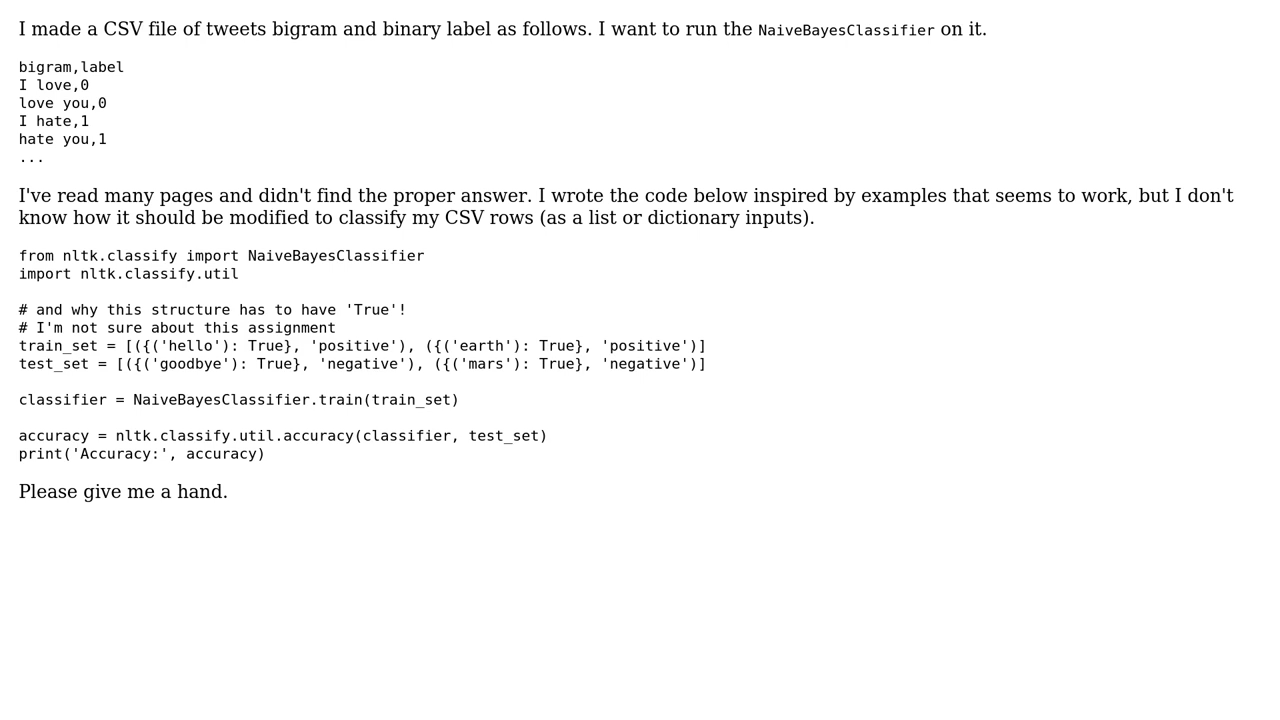 I made a CSV file of tweets bigram and binary label as follows. I want to run the NaiveBayesClassifier on it.
bigram,label
I love,0
love you,0
I hate,1
hate you,1
...
I've read many pages and didn't find the proper answer. I wrote the code below inspired by examples that seems to work, but I don't
know how it should be modified to classify my CSV rows (as a list or dictionary inputs).
from nltk.classify import NaiveBayesClassifier
import nltk.classify.util
# and why this structure has to have 'True'!
# I'm not sure about this assignment
train_set = [({('hello'): True}, 'positive'), ({('earth'): True}, 'positive')]
test_set = [({('goodbye'): True}, 'negative'), ({('mars'): True}, 'negative')]
classifier = NaiveBayesClassifier.train(train_set)
accuracy = nltk.classify.util.accuracy(classifier, test_set)
print('Accuracy:', accuracy)
Please give me a hand.